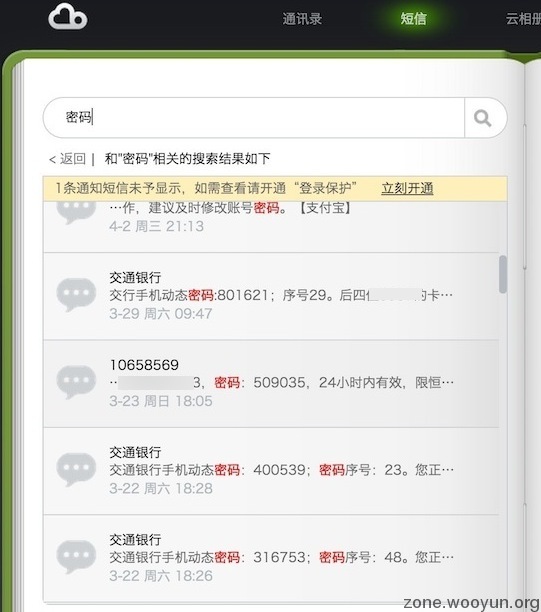 通讯录 短信 云相册
密码
< 返回 | 和"密码"相关的搜索结果如下
1条通知短信未予显示，如需查看请开通“登录保护” 立刻开通
…作，建议及时修改账号密码。【支付宝】
4-2 周三 21:13
交通银行
交行手机动态密码:801621；序号29。后四位 的卡…
3-29 周六 09:47
10658569
3，密码：509035，24小时内有效，限恒…
3-23 周日 18:05
交通银行
交通银行手机动态密码：400539；密码序号：23。您正…
3-22 周六 18:28
交通银行
交通银行手机动态密码：316753；密码序号：48。您正…
3-22 周六 18:26
zone.wooyun.org